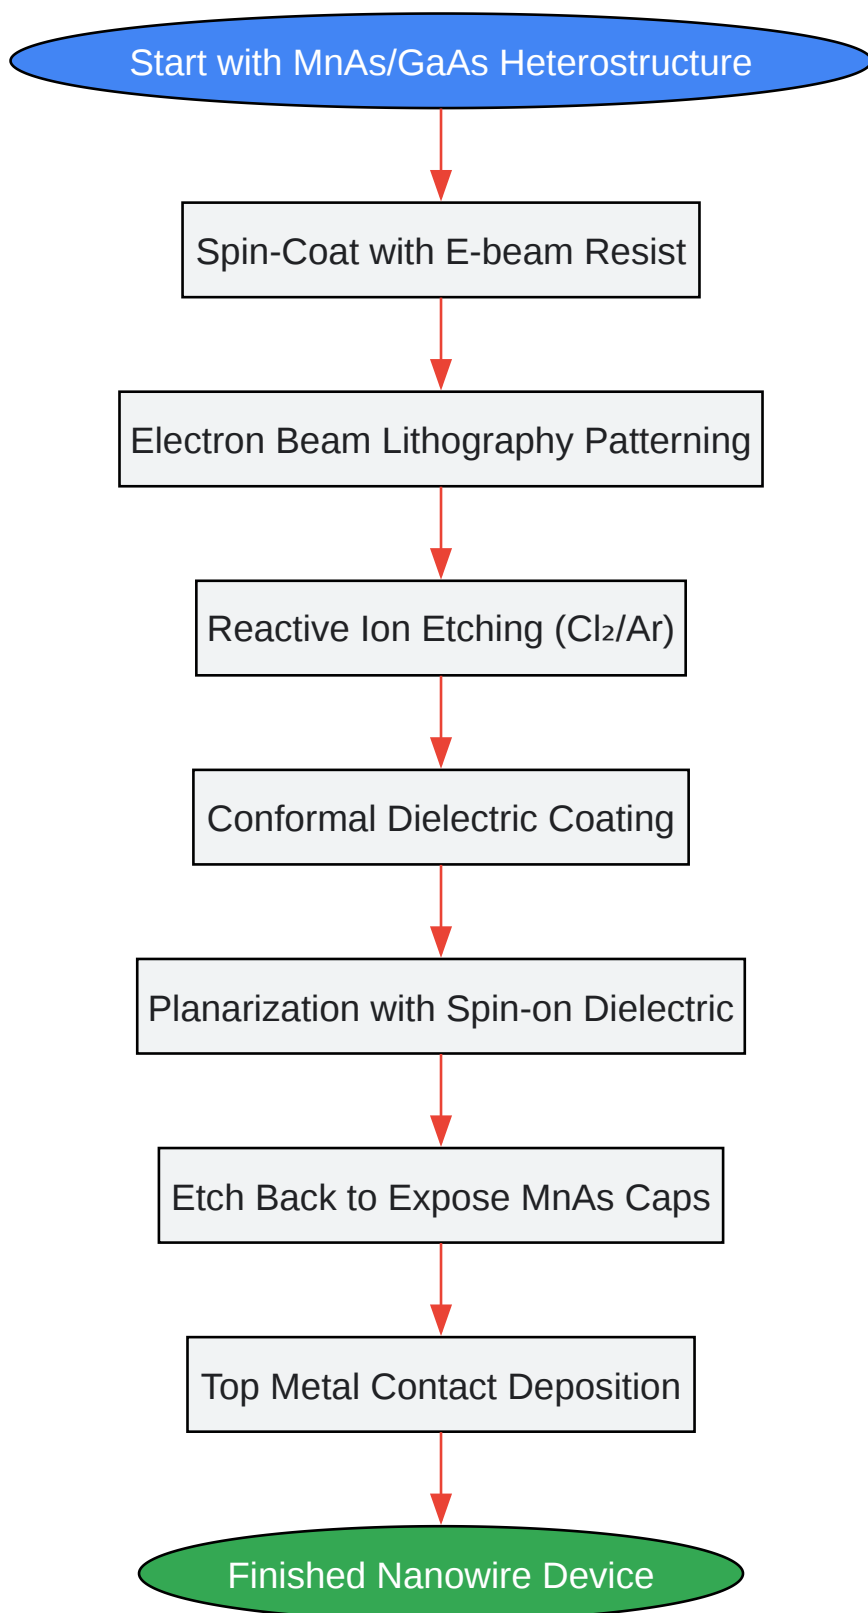 Start with MnAs/GaAs Heterostructure
Spin-Coat with E-beam Resist
Electron Beam Lithography Patterning
Reactive Ion Etching (Cl₂/Ar)
Conformal Dielectric Coating
Planarization with Spin-on Dielectric
Etch Back to Expose MnAs Caps
Top Metal Contact Deposition
Finished Nanowire Device